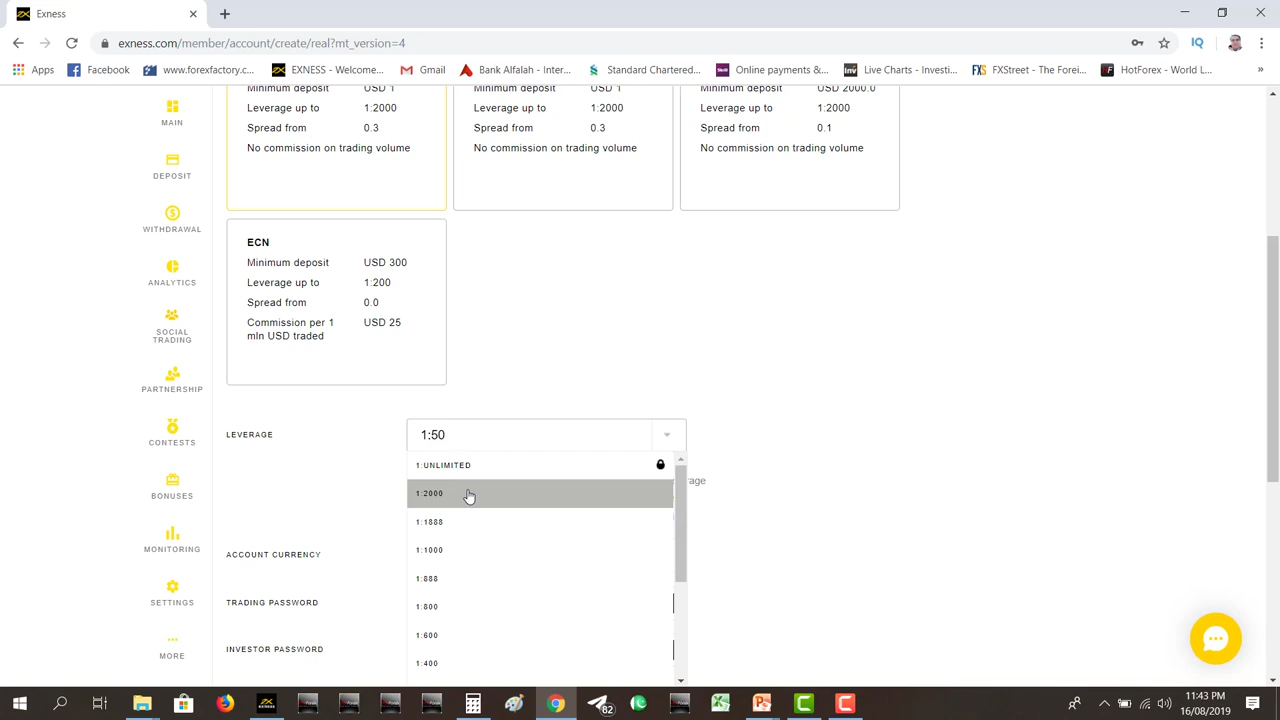 Exness
exness.com/member/account/create/real?mt_version=4
IQ
Apps
Facebook
www.forexfactory.c...
EXNESS - Welcome...
Gmail
Bank Alfalah - Inter...
Standard Chartered...
Online payments &...
Live Charts - Investi...
FXStreet - The Forei...
HotForex - World L...
Minimum deposit USD 1
Leverage up to 1:2000
Spread from 0.3
No commission on trading volume
Minimum deposit USD 1
Leverage up to 1:2000
Spread from 0.3
No commission on trading volume
Minimum deposit USD 2000.0
Leverage up to 1:2000
Spread from 0.1
No commission on trading volume
MAIN
DEPOSIT
WITHDRAWAL
ANALYTICS
SOCIAL
TRADING
PARTNERSHIP
CONTESTS
BONUSES
MONITORING
SETTINGS
MORE
ECN
Minimum deposit USD 300
Leverage up to 1:200
Spread from 0.0
Commission per 1 USD 25
mln USD traded
LEVERAGE
1:50
1:UNLIMITED
1:2000
1:1888
1:1000
1:888
1:800
1:600
1:400
rage
ACCOUNT CURRENCY
TRADING PASSWORD
INVESTOR PASSWORD
82
11:43 PM
16/08/2019